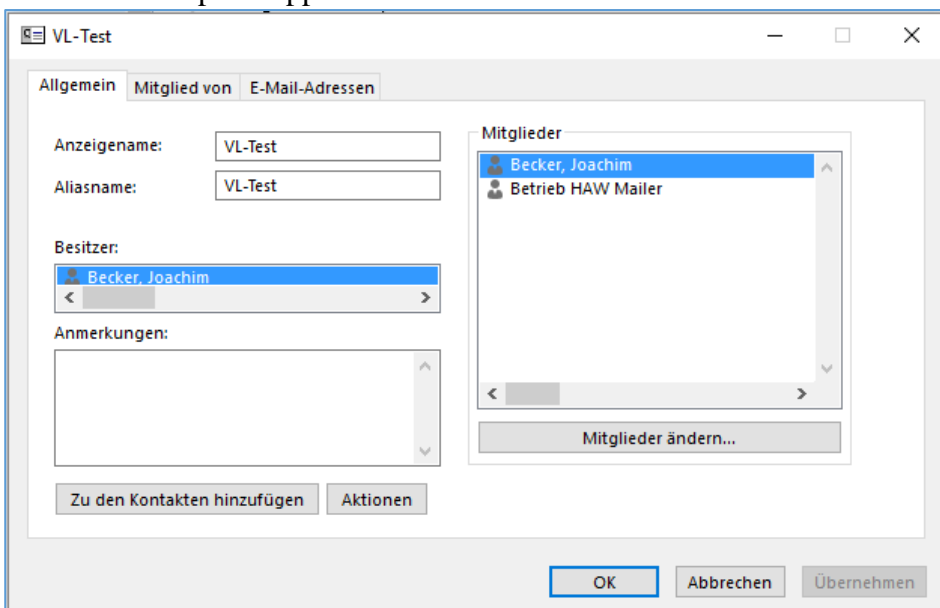 VL-Test
Allgemein Mitglied von E-Mail-Adressen
Anzeigename: VL-Test
Aliasname: VL-Test
Besitzer:
Becker, Joachim
Anmerkungen:
Zu den Kontakten hinzufügen Aktionen
Mitglieder
Becker, Joachim
Betrieb HAW Mailer
Mitglieder ändern...
OK Abbrechen Übernehmen